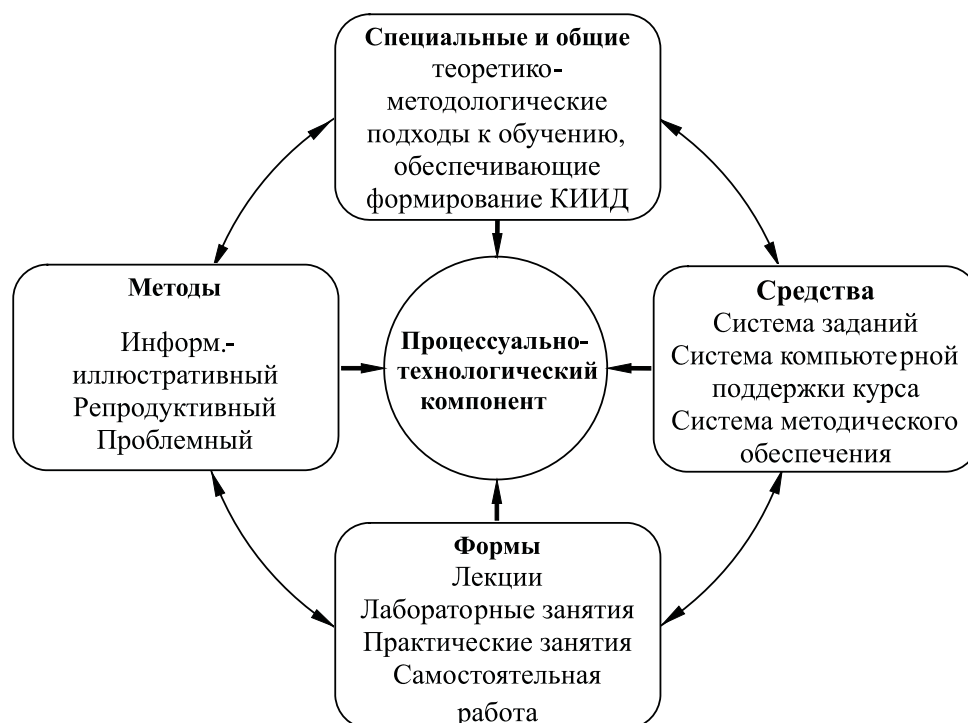 Специальные и общие
теоретико-
методологические
подходы к обучению,
обеспечивающие
формирование КИИД
Методы
Информ.-
иллюстративный
Репродуктивный
Проблемный
Процессуально-
технологический
компонент
Средства
Система заданий
Система компьютерной
поддержки курса
Система методического
обеспечения
Формы
Лекции
Лабораторные занятия
Практические занятия
Самостоятельная
работа